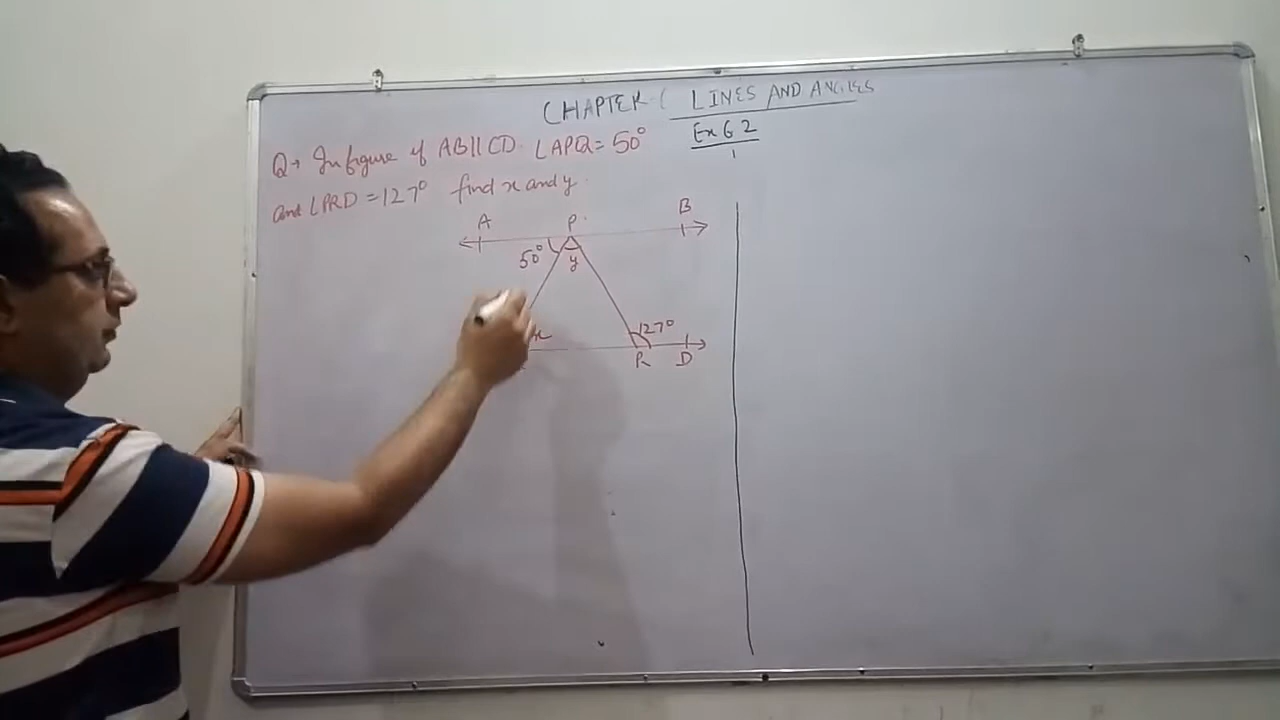 CHAPTER-( LINES AND ANGLES
Ex 6 2
Q→ In figure if AB||CD. ∠APQ = 50°
and ∠PRD = 127° find x and y.
A P B
50° y
x 127°
R D